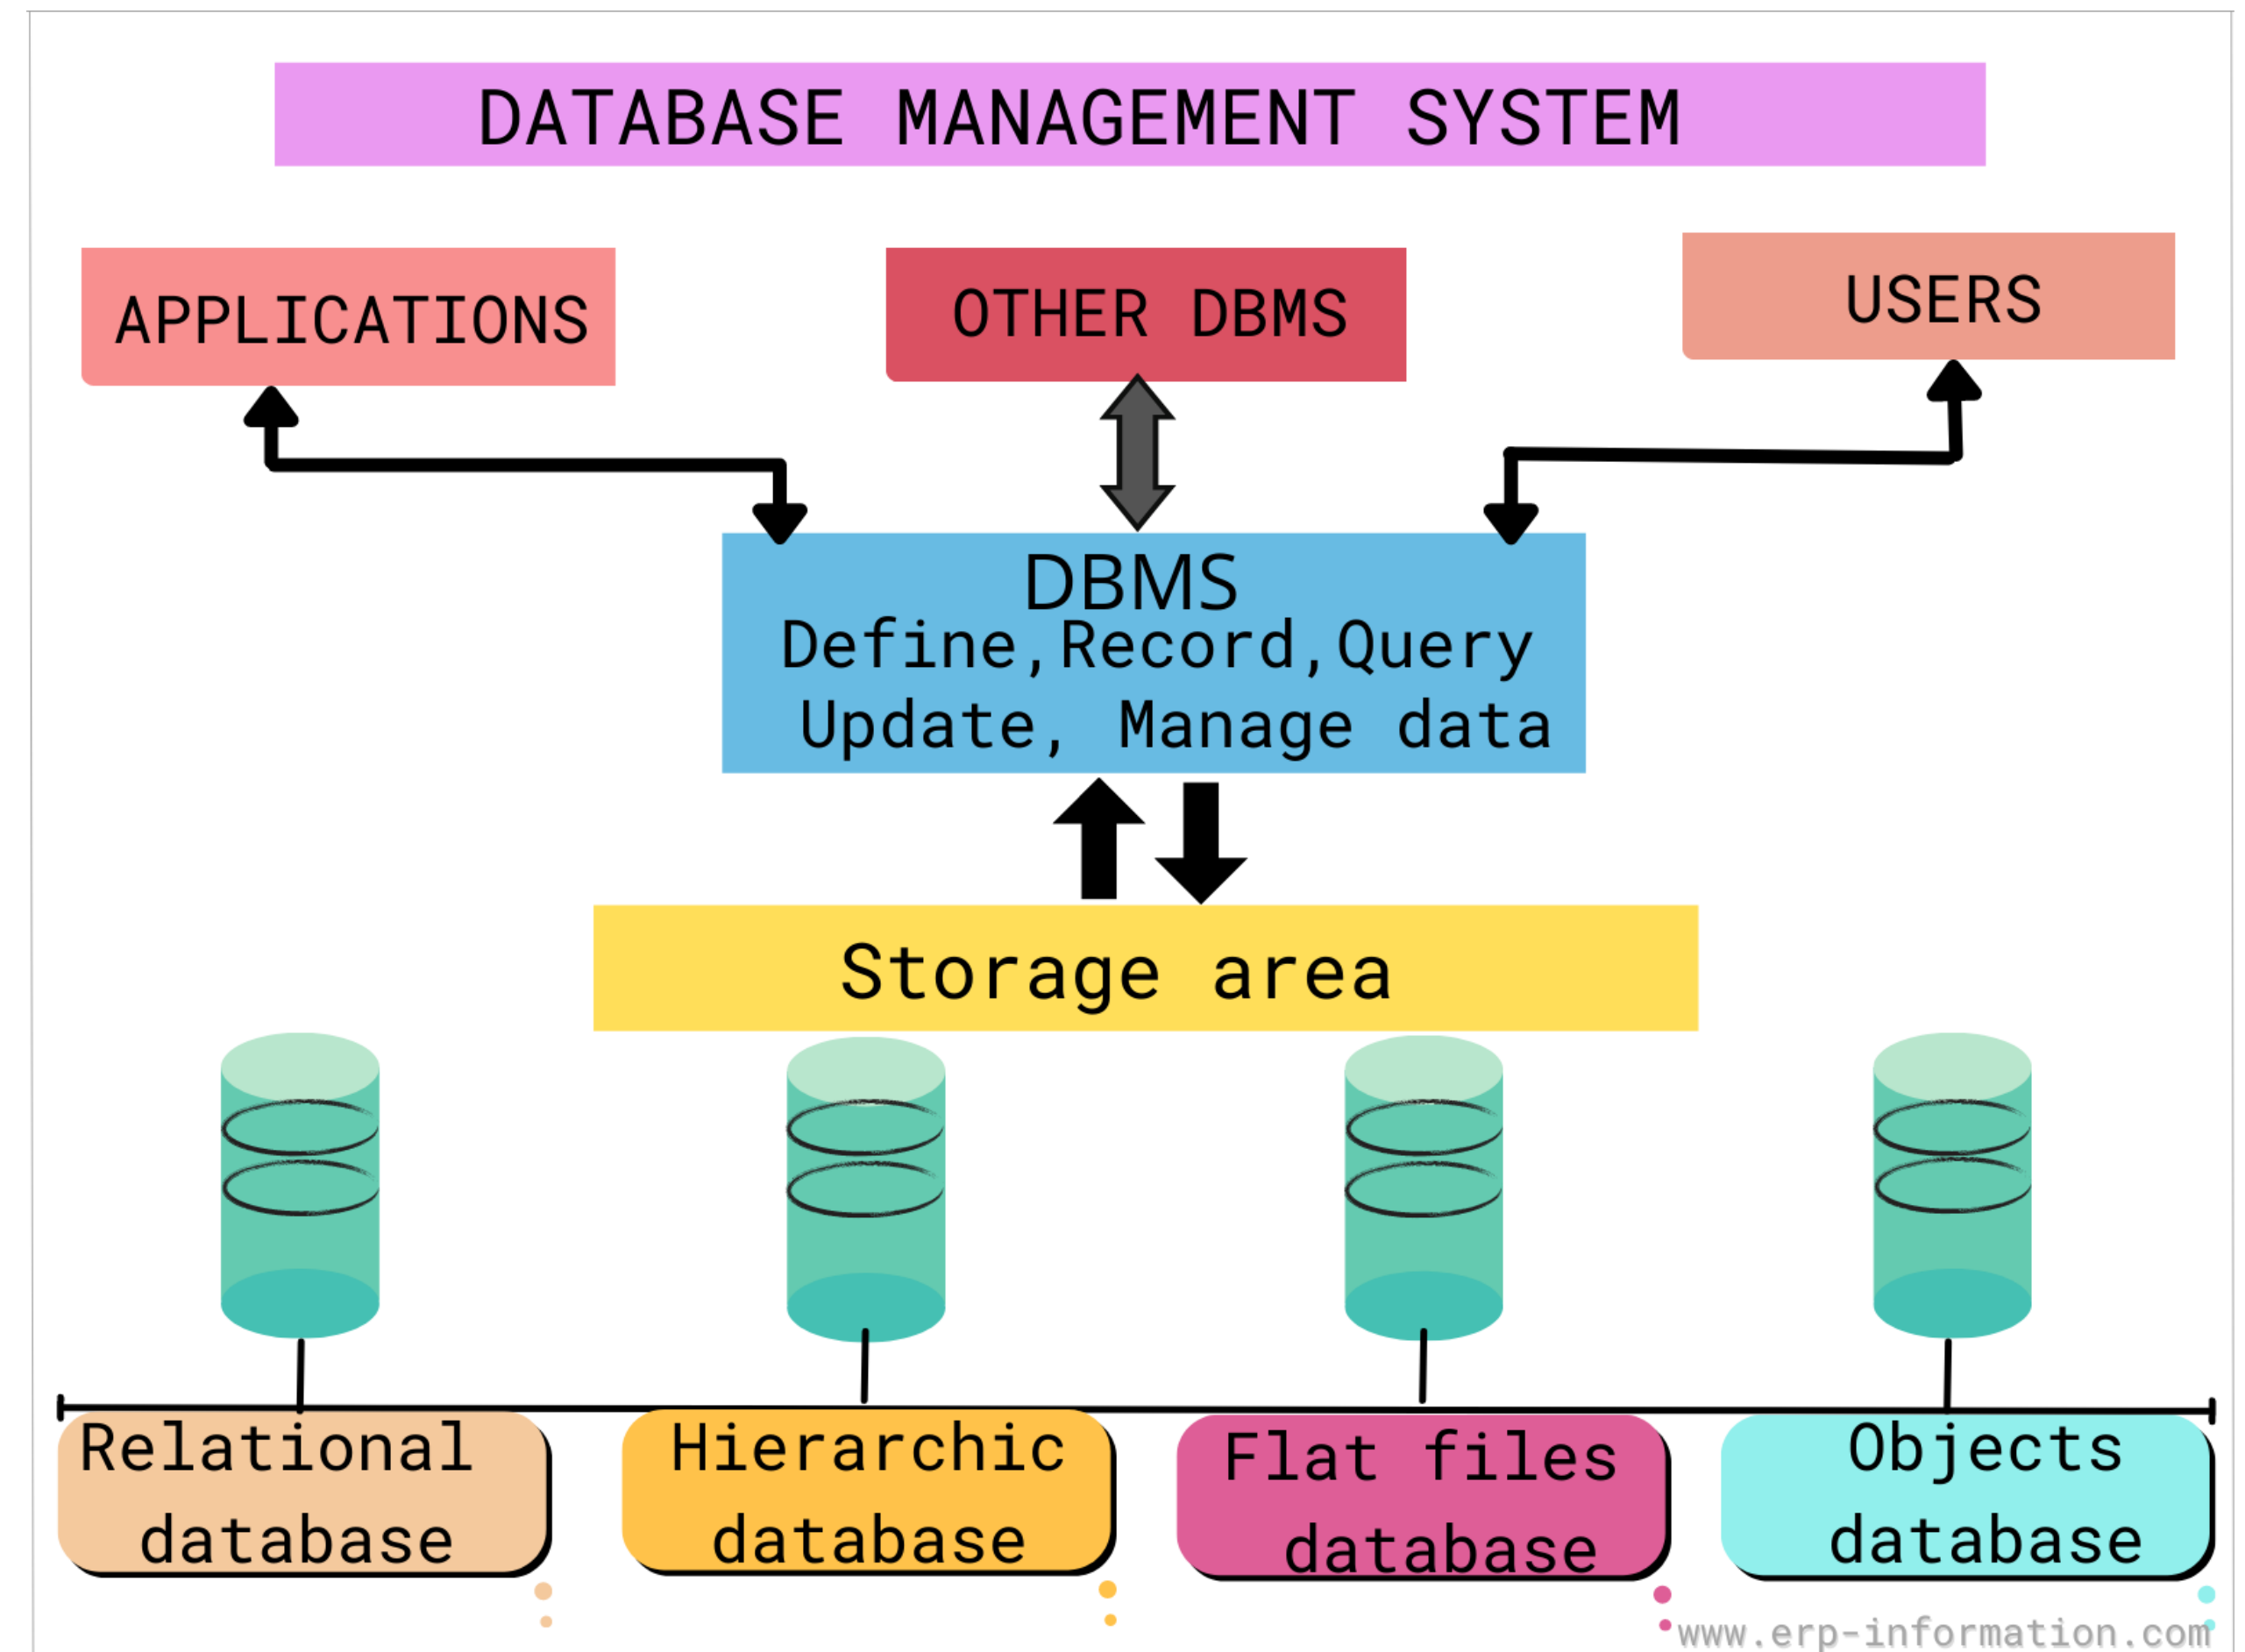 DATABASE MANAGEMENT SYSTEM
APPLICATIONS
OTHER DBMS
USERS
DBMS
Define,Record,Query
Update, Manage data
Storage area
Relational
database
Hierarchic
database
Flat files
database
Objects
database
www.erp-information.com